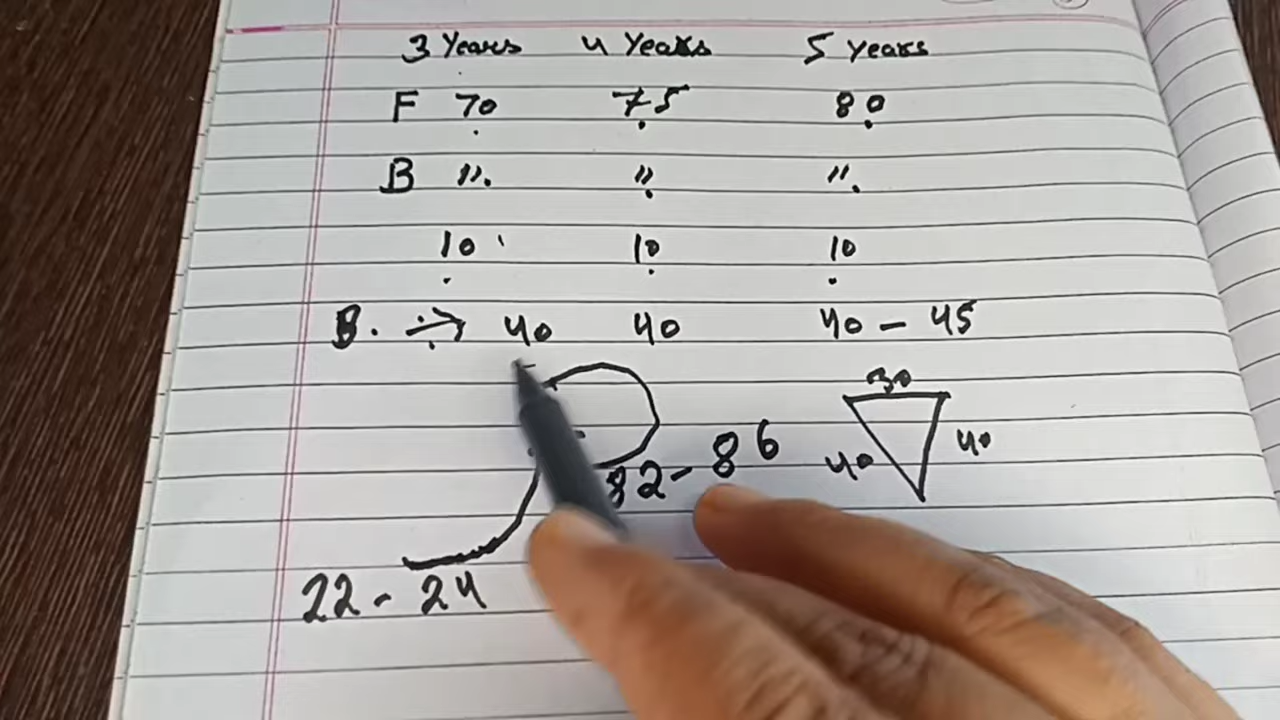 3 Years 4 Years 5 Years
F 70 75 80
B " " "
10 10 10
B. 40 40 40 - 45
30
40 40
82 - 86
22 - 24